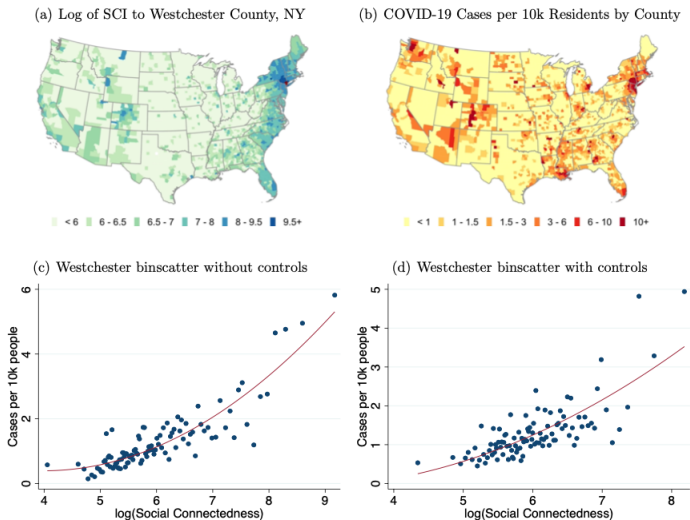 (a) Log of SCI to Westchester County, NY
(b) COVID-19 Cases per 10k Residents by County
< 6 6 - 6.5 6.5 - 7 7 - 8 8 - 9.5 9.5+
< 1 1 - 1.5 1.5 - 3 3 - 6 6 - 10 10+
(c) Westchester binscatter without controls
(d) Westchester binscatter with controls
Cases per 10k people
6
4
2
0
4 5 6 7 8 9
log(Social Connectedness)
Cases per 10k people
5
4
3
2
1
0
4 5 6 7 8
log(Social Connectedness)